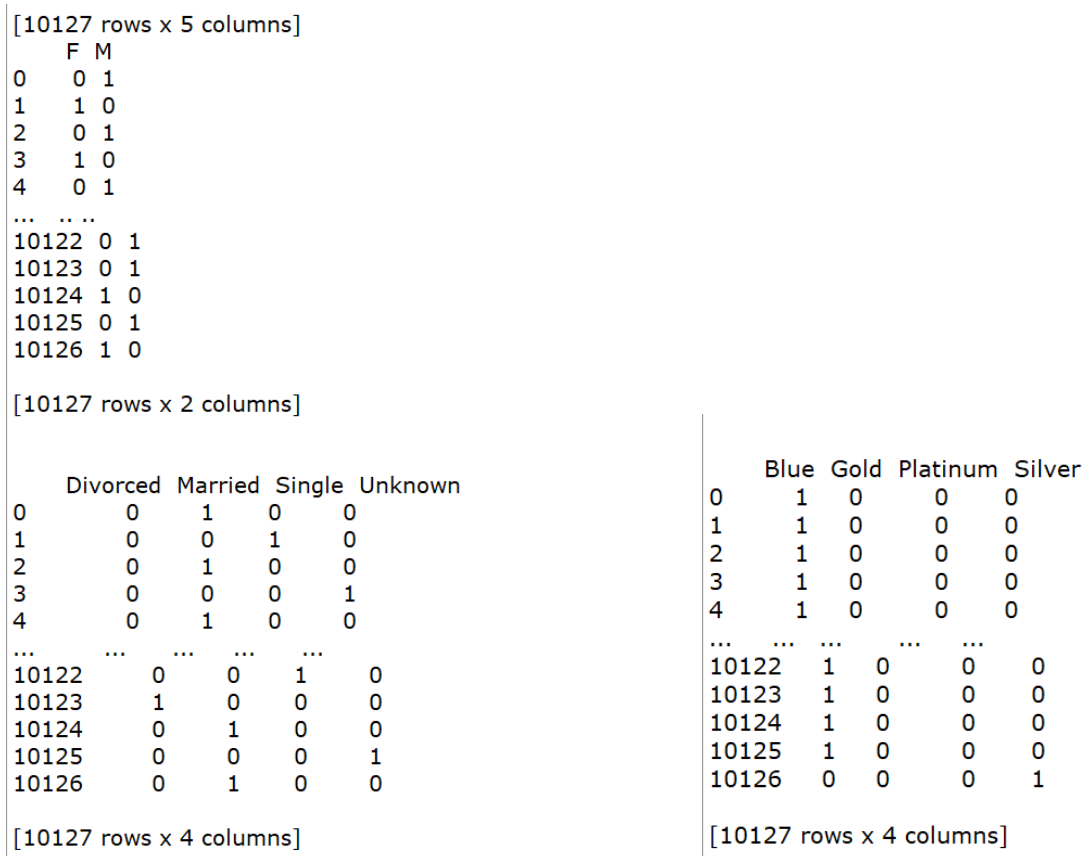 [10127 rows x 5 columns]
F M
0 0 1
1 1 0
2 0 1
3 1 0
4 0 1
... .. ..
10122 0 1
10123 0 1
10124 1 0
10125 0 1
10126 1 0
[10127 rows x 2 columns]
Divorced Married Single Unknown
0 0 1 0 0
1 0 0 1 0
2 0 1 0 0
3 0 0 0 1
4 0 1 0 0
... ... ... ... ...
10122 0 0 1 0
10123 1 0 0 0
10124 0 1 0 0
10125 0 0 0 1
10126 0 1 0 0
[10127 rows x 4 columns]
Blue Gold Platinum Silver
0 1 0 0 0
1 1 0 0 0
2 1 0 0 0
3 1 0 0 0
4 1 0 0 0
... ... ... ... ...
10122 1 0 0 0
10123 1 0 0 0
10124 1 0 0 0
10125 1 0 0 0
10126 0 0 0 1
[10127 rows x 4 columns]